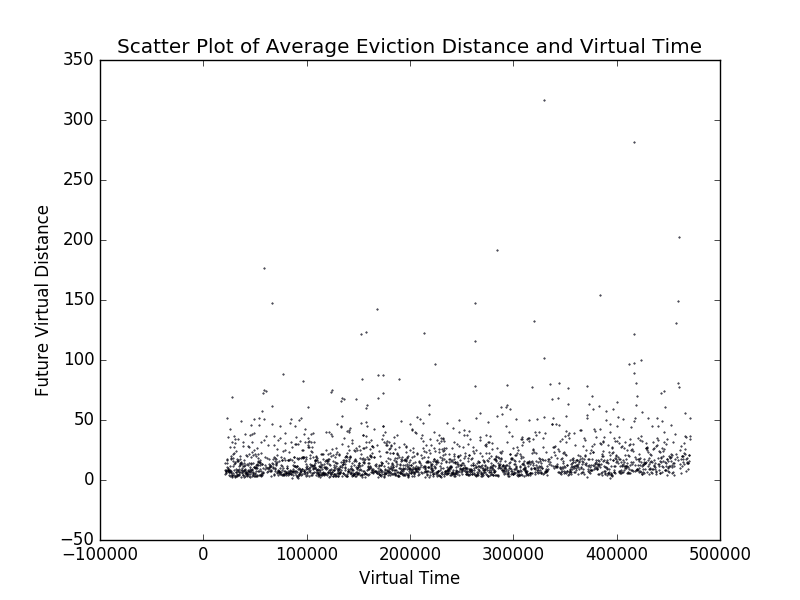 Scatter Plot of Average Eviction Distance and Virtual Time
350
300
250
200
150
100
50
0
−50
Future Virtual Distance
−100000 0 100000 200000 300000 400000 500000
Virtual Time